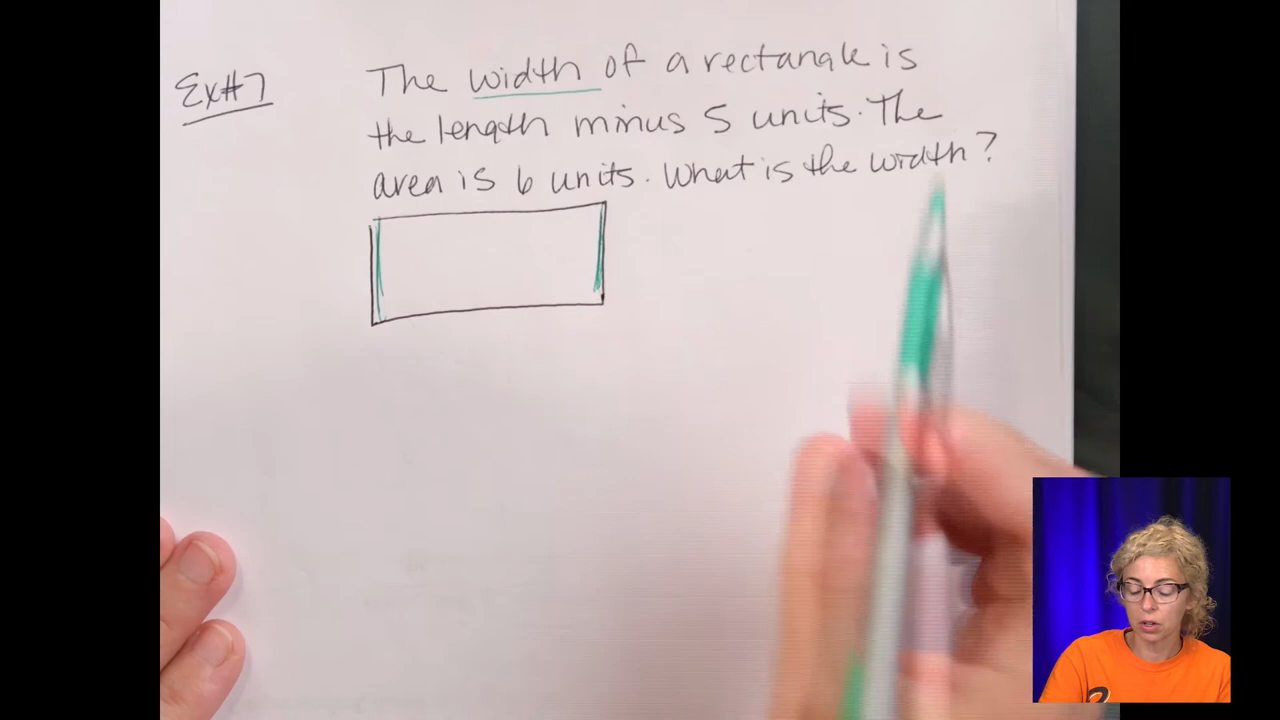 Ex#7
The width of a rectangle is
the length minus 5 units. The
area is 6 units. What is the width?